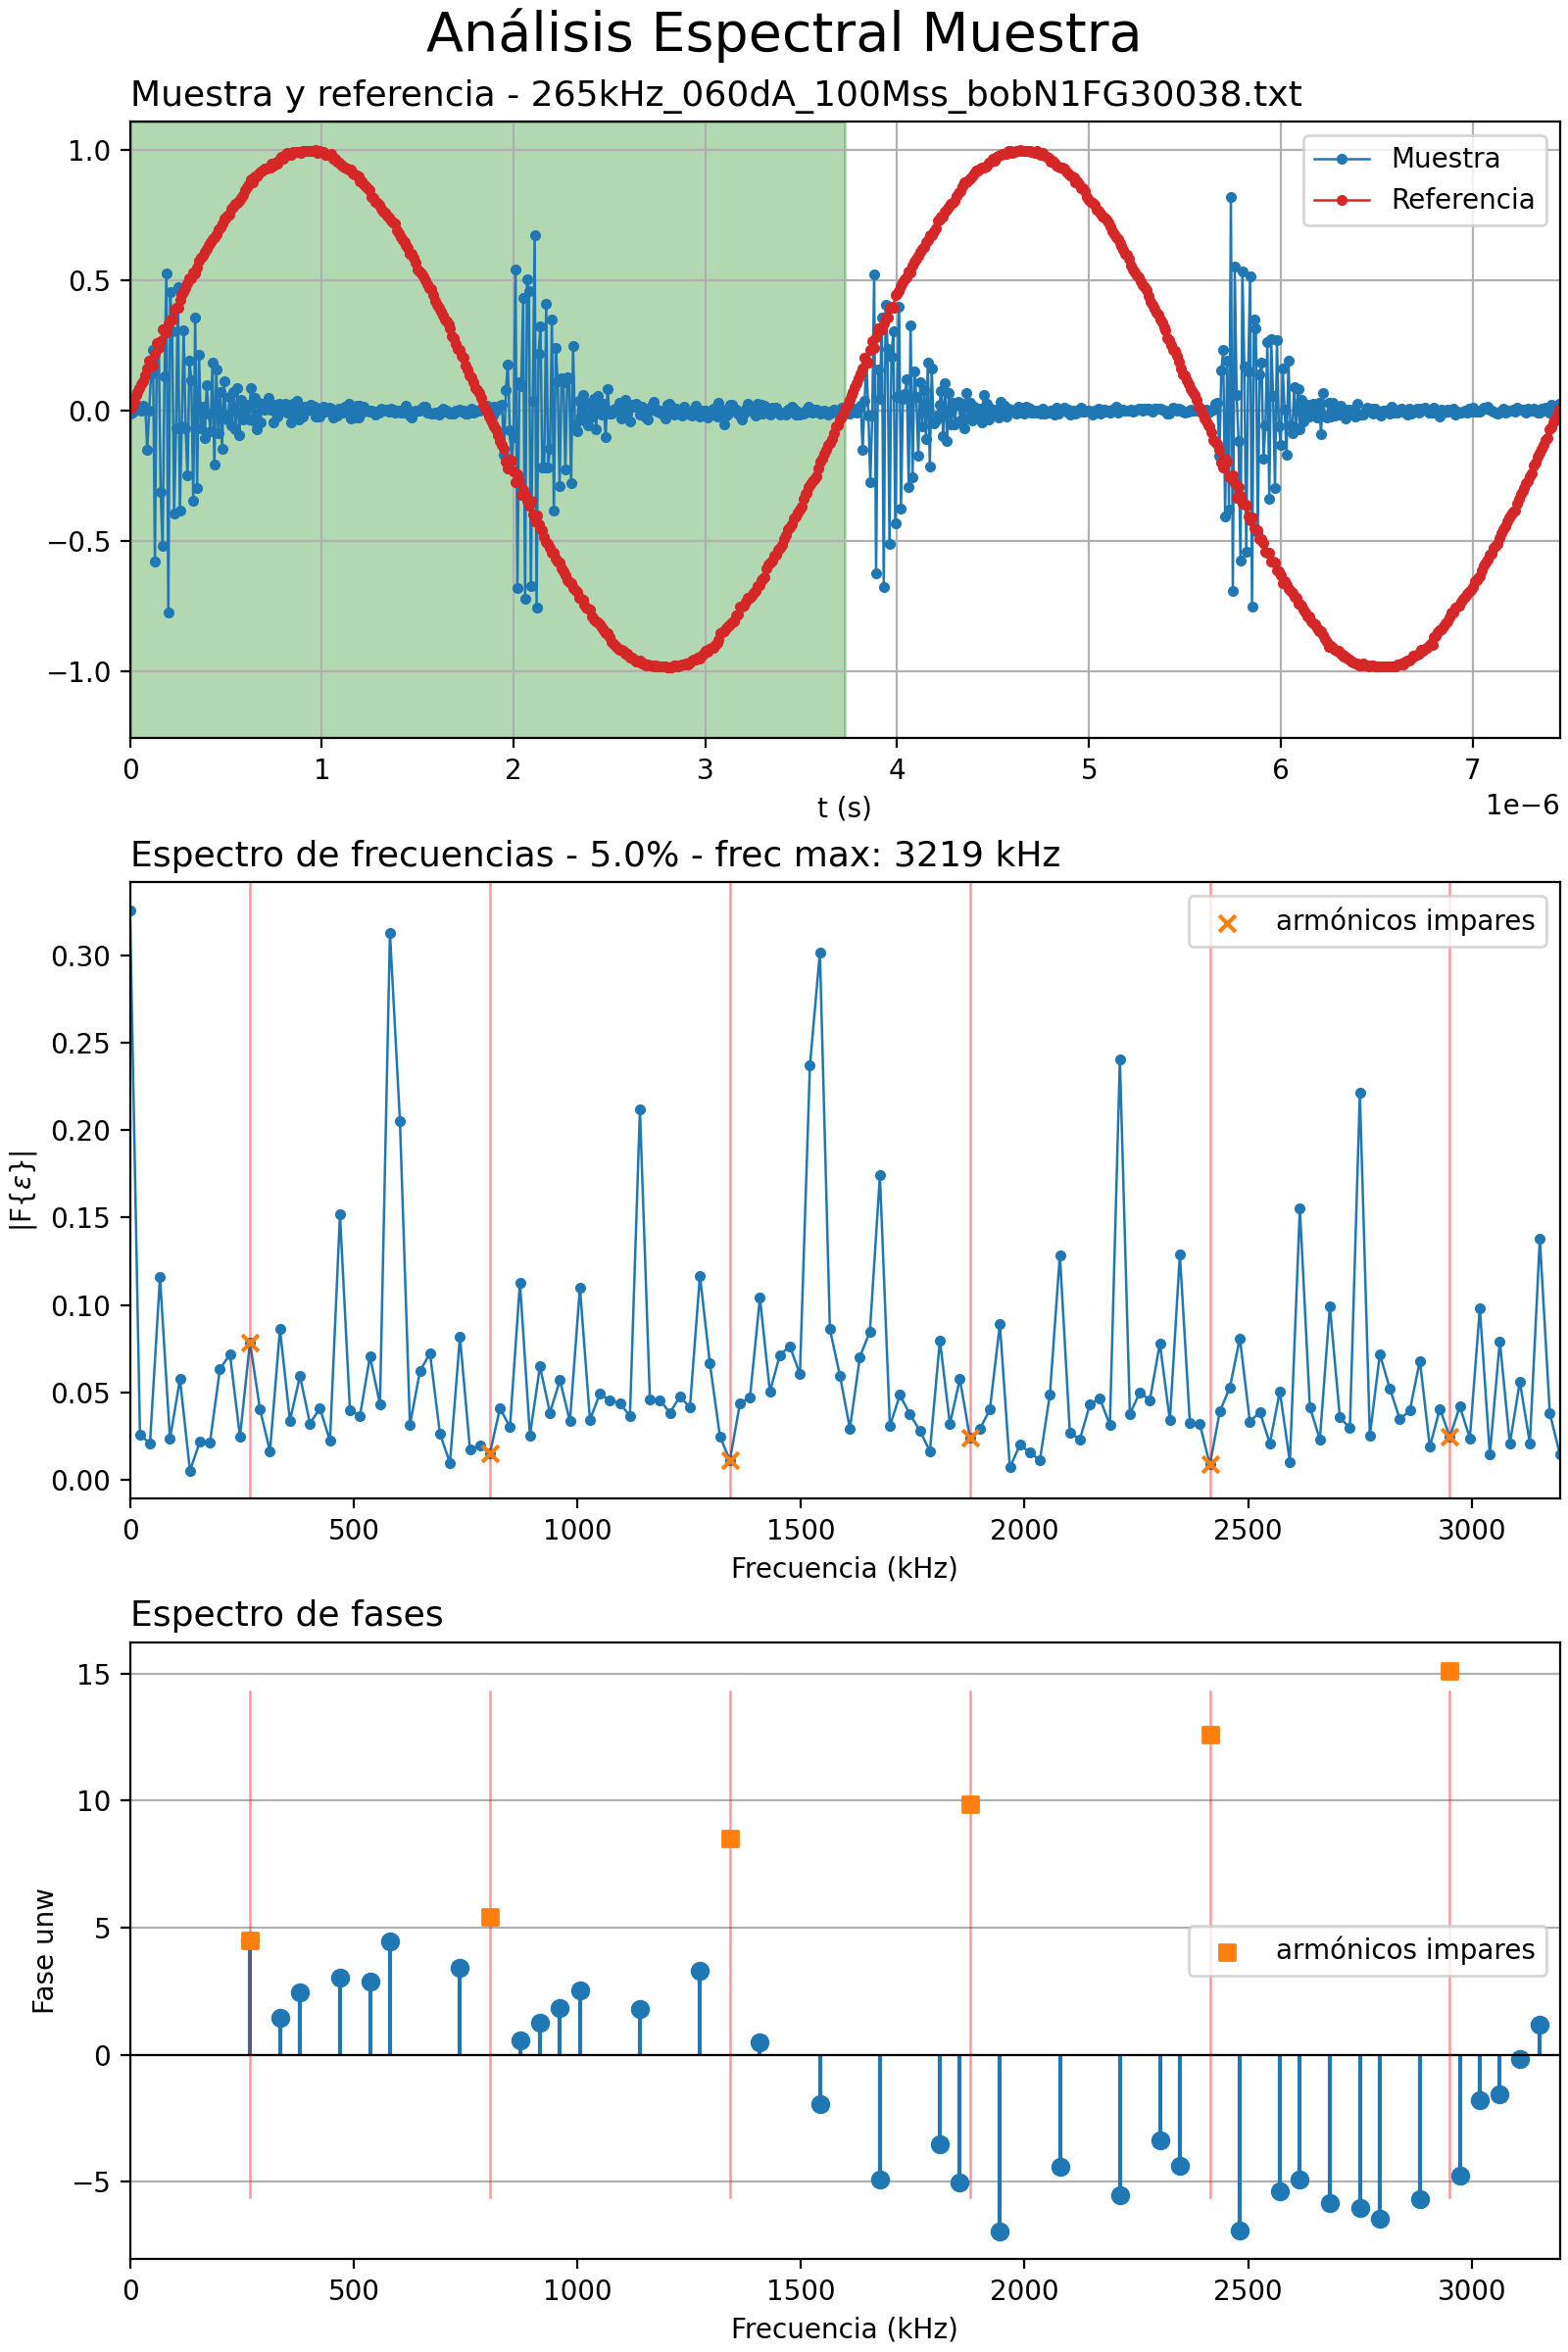 Análisis Espectral Muestra
Muestra y referencia - 265kHz_060dA_100Mss_bobN1FG30038.txt
Muestra
Referencia
1.0
0.5
0.0
−0.5
−1.0
0 1 2 3 4 5 6 7
1e−6
t (s)
Espectro de frecuencias - 5.0% - frec max: 3219 kHz
armónicos impares
|F{ε}|
0.30
0.25
0.20
0.15
0.10
0.05
0.00
0 500 1000 1500 2000 2500 3000
Frecuencia (kHz)
Espectro de fases
armónicos impares
Fase unw
15
10
5
0
−5
0 500 1000 1500 2000 2500 3000
Frecuencia (kHz)